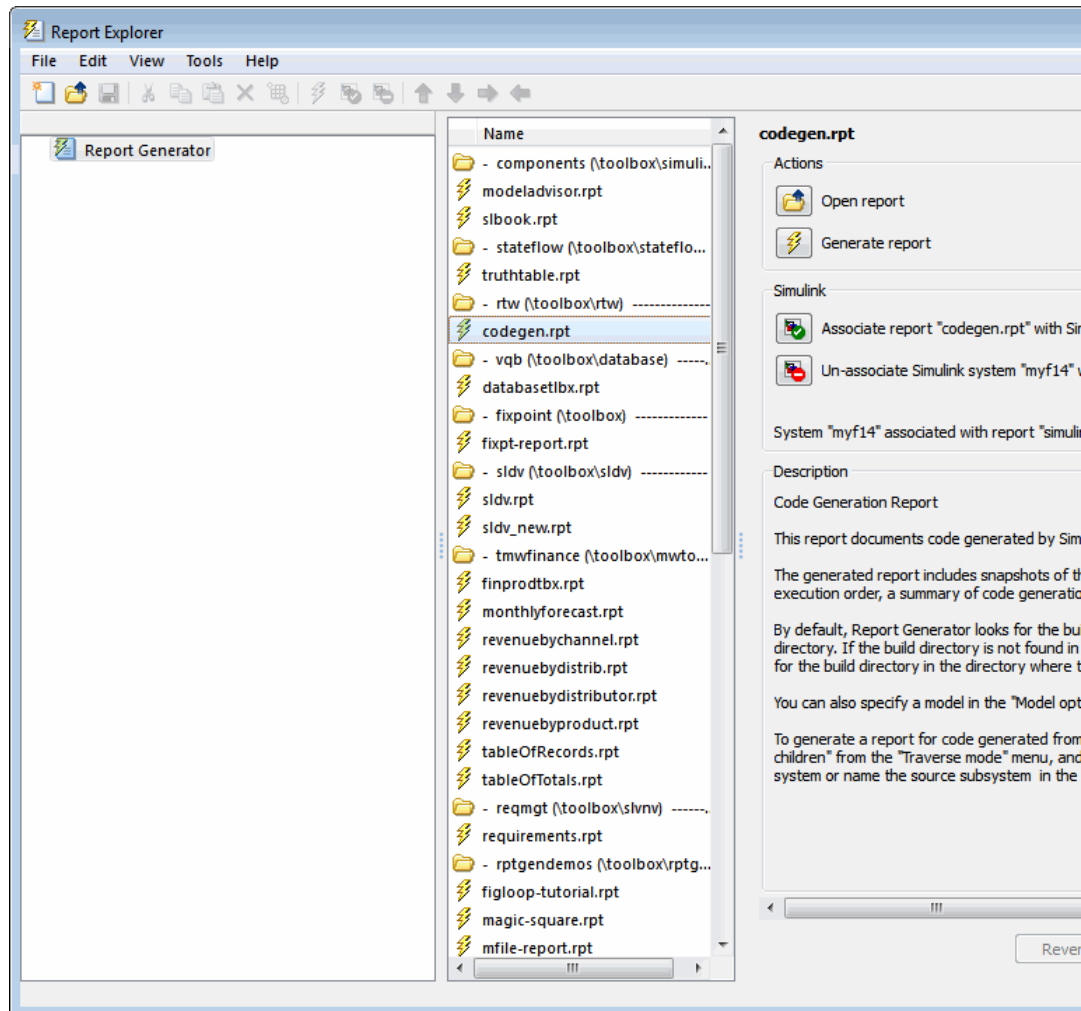 Report Explorer
File Edit View Tools Help
Report Generator
Name
- components (\toolbox\simuli..
modeladvisor.rpt
slbook.rpt
- stateflow (\toolbox\stateflo...
truthtable.rpt
- rtw (\toolbox\rtw) --------------
codegen.rpt
- vqb (\toolbox\database) -----.
databasetlbx.rpt
- fixpoint (\toolbox) -------------
fixpt-report.rpt
- sldv (\toolbox\sldv) ------------
sldv.rpt
sldv_new.rpt
- tmwfinance (\toolbox\mwto...
finprodtbx.rpt
monthlyforecast.rpt
revenuebychannel.rpt
revenuebydistrib.rpt
revenuebydistributor.rpt
revenuebyproduct.rpt
tableOfRecords.rpt
tableOfTotals.rpt
- reqmgt (\toolbox\slvnv) ------.
requirements.rpt
- rptgendemos (\toolbox\rptg...
figloop-tutorial.rpt
magic-square.rpt
mfile-report.rpt
codegen.rpt
Actions
Open report
Generate report
Simulink
Associate report "codegen.rpt" with Sim
Un-associate Simulink system "myf14" w
System "myf14" associated with report "simulin
Description
Code Generation Report
This report documents code generated by Sim
The generated report includes snapshots of th
execution order, a summary of code generatio
By default, Report Generator looks for the bui
directory. If the build directory is not found in
for the build directory in the directory where t
You can also specify a model in the "Model opt
To generate a report for code generated from
children" from the "Traverse mode" menu, and
system or name the source subsystem in the
Rever